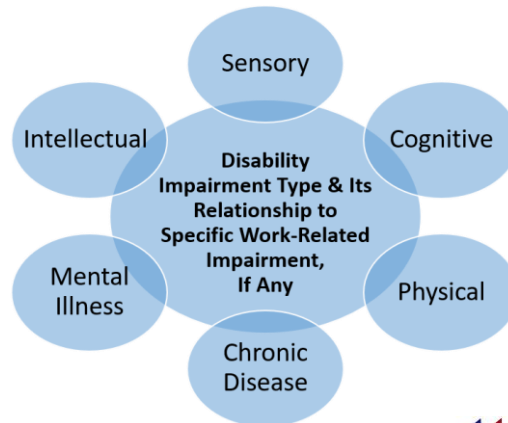 Sensory
Intellectual
Cognitive
Disability
Impairment Type & Its
Relationship to
Specific Work-Related
Impairment,
If Any
Mental
Illness
Physical
Chronic
Disease